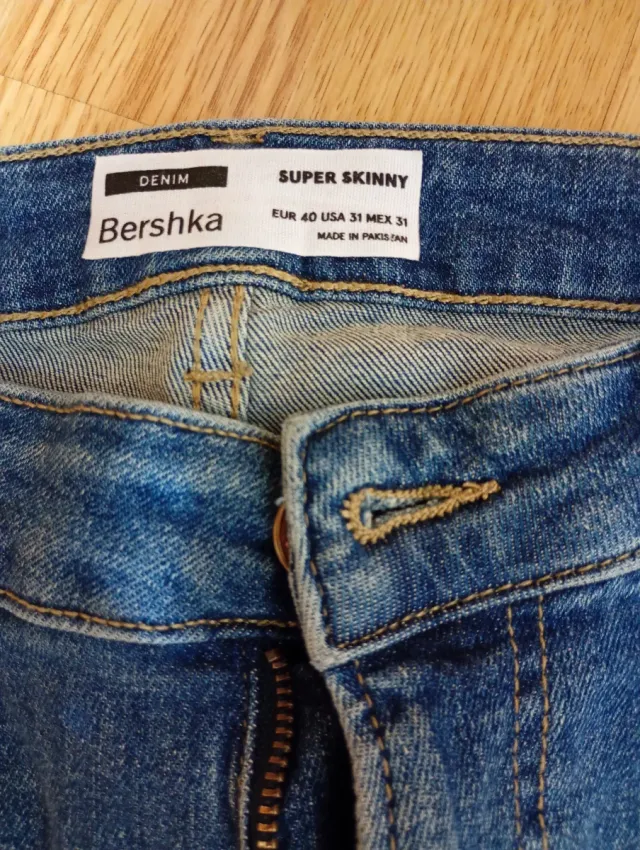 DENIM
SUPER SKINNY
Bershka
EUR 40 USA 31 MEX 31
MADE IN PAKISTAN